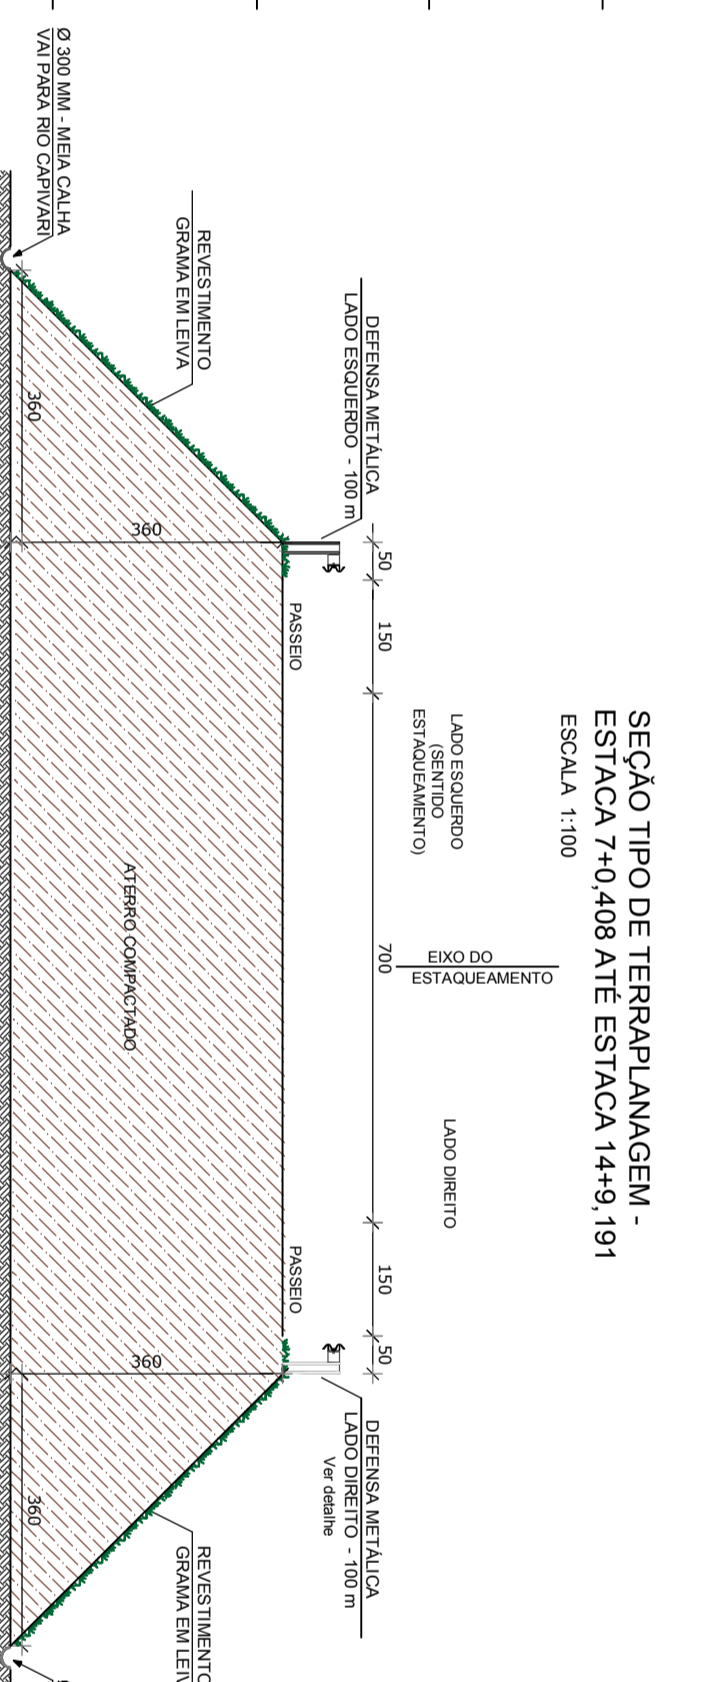 SEÇÃO TIPO DE TERRAPLANAGEM -
ESTACA 7+0,408 ATÉ ESTACA 14+9,191
ESCALA 1:100
LADO ESQUERDO
(SENTIDO
ESTAQUEAMENTO)
EIXO DO
ESTAQUEAMENTO
LADO DIREITO
50
150
700
150
50
DEFENSA METÁLICA
LADO ESQUERDO - 100 m
DEFENSA METÁLICA
LADO DIREITO - 100 m
Ver detalhe
PASSEIO
PASSEIO
REVESTIMENTO
GRAMA EM LEIVA
REVESTIMENTO
GRAMA EM LEIV
360
360
ATERRO COMPACTADO
Ø 300 MM - MEIA CALHA
VAI PARA RIO CAPIVARI
360
360